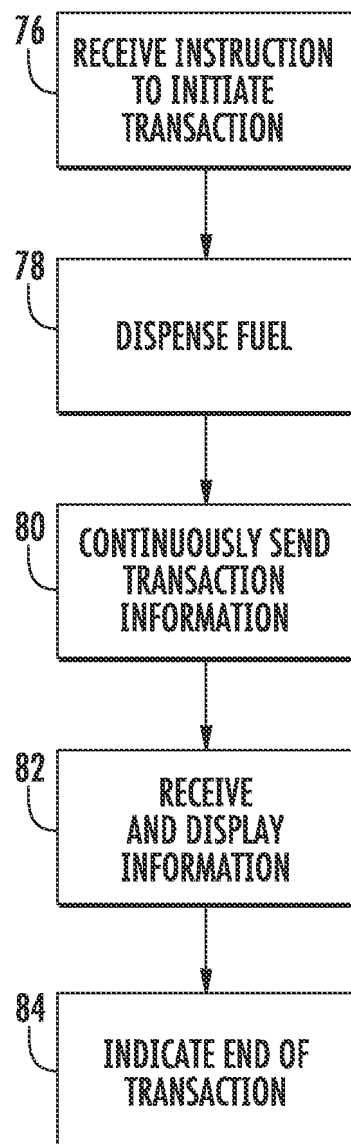 76
RECEIVE INSTRUCTION
TO INITIATE
TRANSACTION
78
DISPENSE FUEL
80
CONTINUOUSLY SEND
TRANSACTION
INFORMATION
82
RECEIVE
AND DISPLAY
INFORMATION
84
INDICATE END OF
TRANSACTION